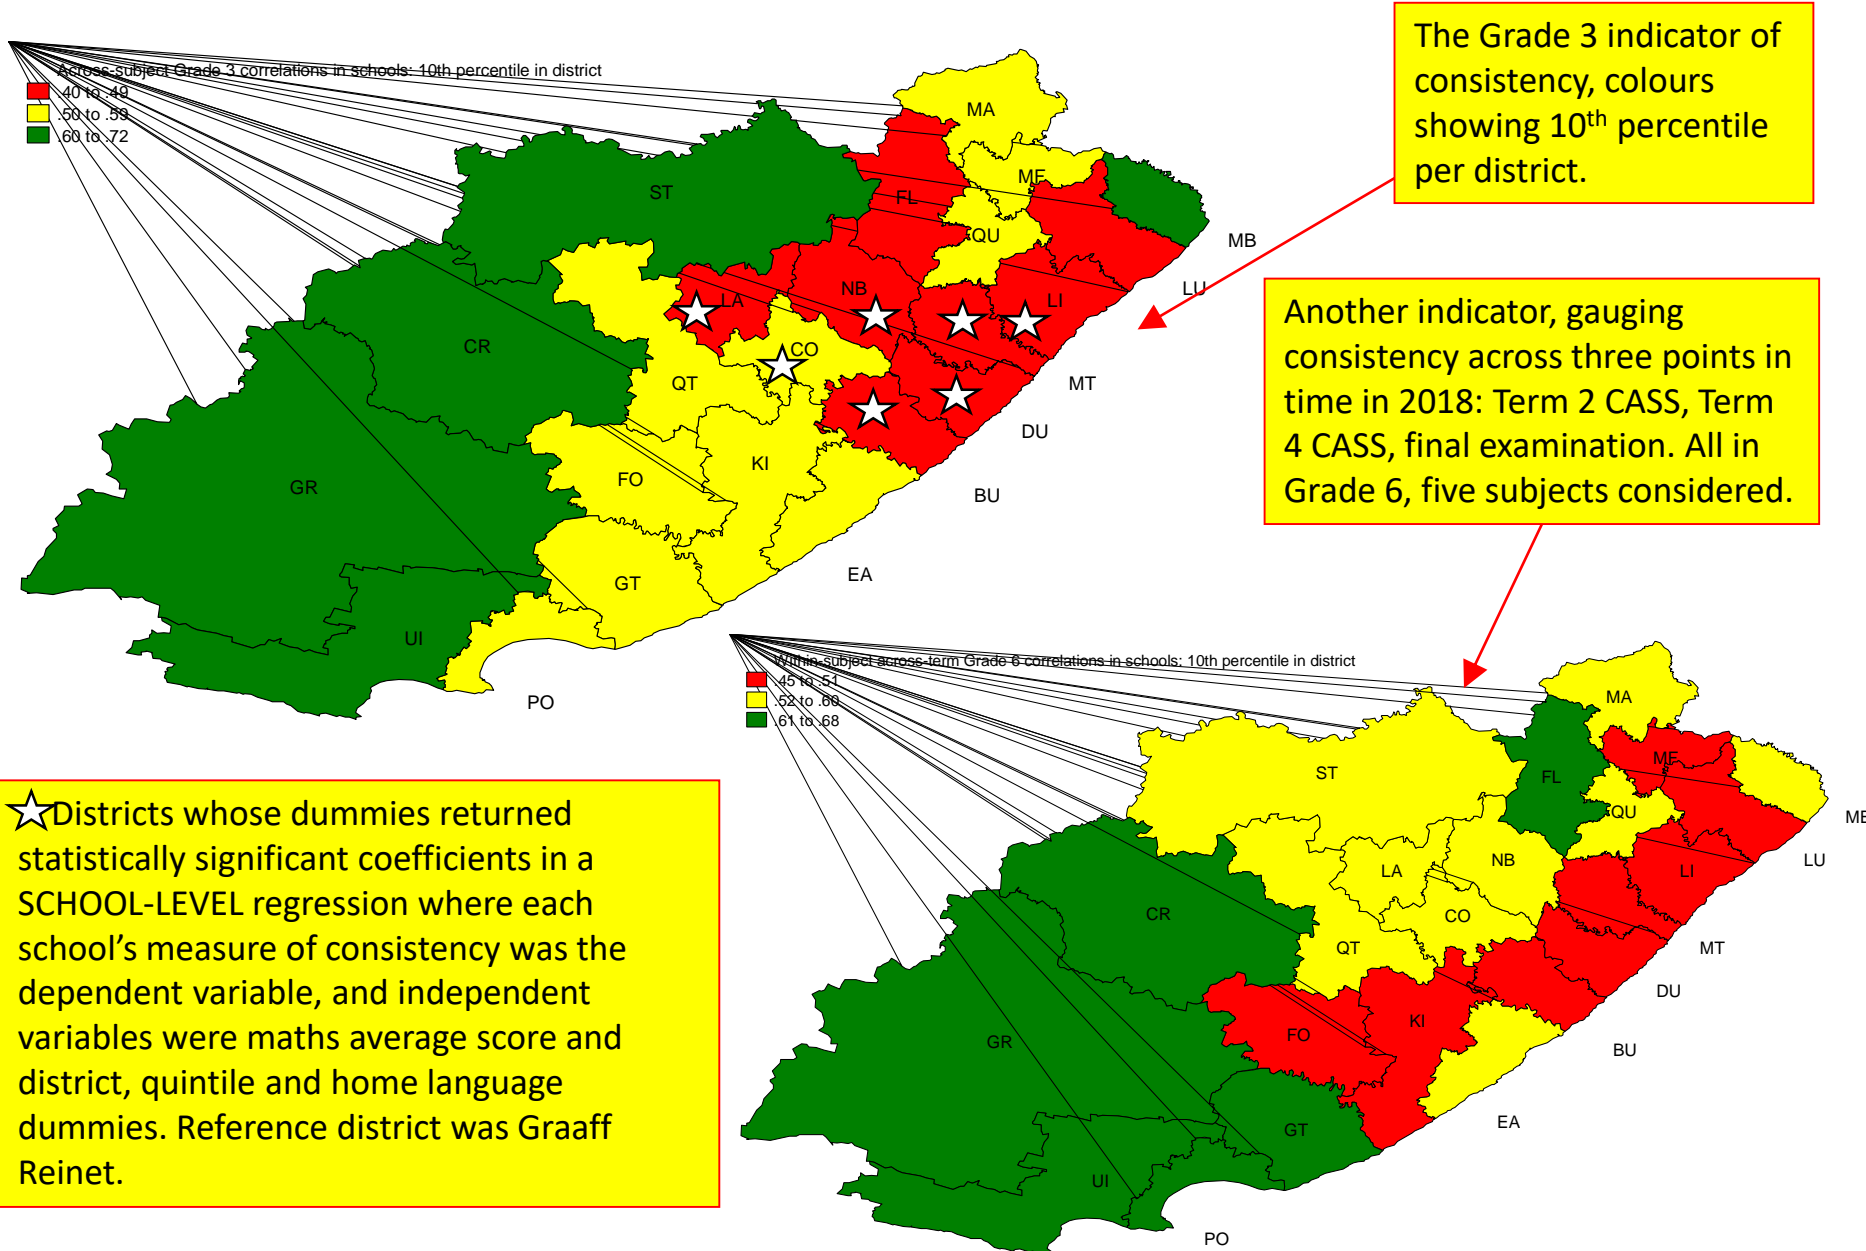 Across-subject Grade 3 correlations in schools: 10th percentile in district
.40 to .49
.50 to .59
.60 to .72
MA
MF
ST
FL
QU
MB
LU
LA
NB
LI
CR
CO
QT
MT
DU
KI
FO
GR
BU
EA
GT
UI
PO
The Grade 3 indicator of
consistency, colours
showing 10th percentile
per district.
Another indicator, gauging
consistency across three points in
time in 2018: Term 2 CASS, Term
4 CASS, final examination. All in
Grade 6, five subjects considered.
Within-subject across-term Grade 6 correlations in schools: 10th percentile in district
.45 to .51
.52 to .60
.61 to .68
MA
MF
ST
FL
QU
LU
NB
LA
LI
CR
CO
QT
MT
DU
KI
FO
GR
BU
EA
GT
UI
PO
Districts whose dummies returned
statistically significant coefficients in a
SCHOOL-LEVEL regression where each
school’s measure of consistency was the
dependent variable, and independent
variables were maths average score and
district, quintile and home language
dummies. Reference district was Graaff
Reinet.